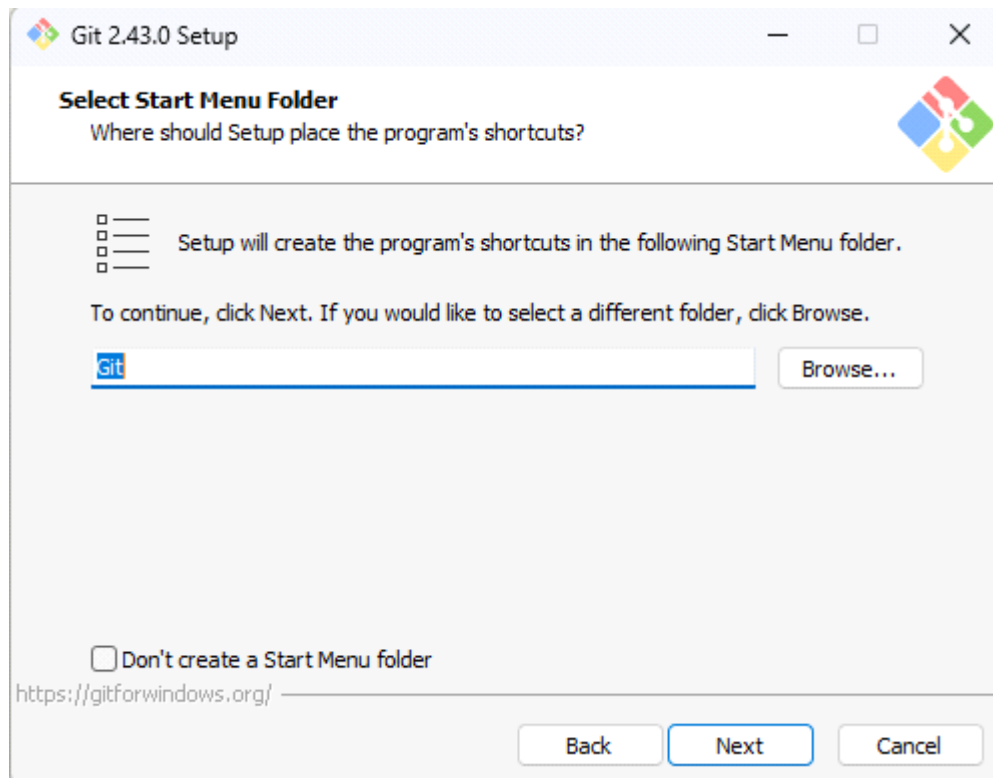 Git 2.43.0 Setup
Select Start Menu Folder
Where should Setup place the program's shortcuts?
Setup will create the program's shortcuts in the following Start Menu folder.
To continue, click Next. If you would like to select a different folder, click Browse.
Git
Browse...
Don't create a Start Menu folder
https://gitforwindows.org/
Back
Next
Cancel